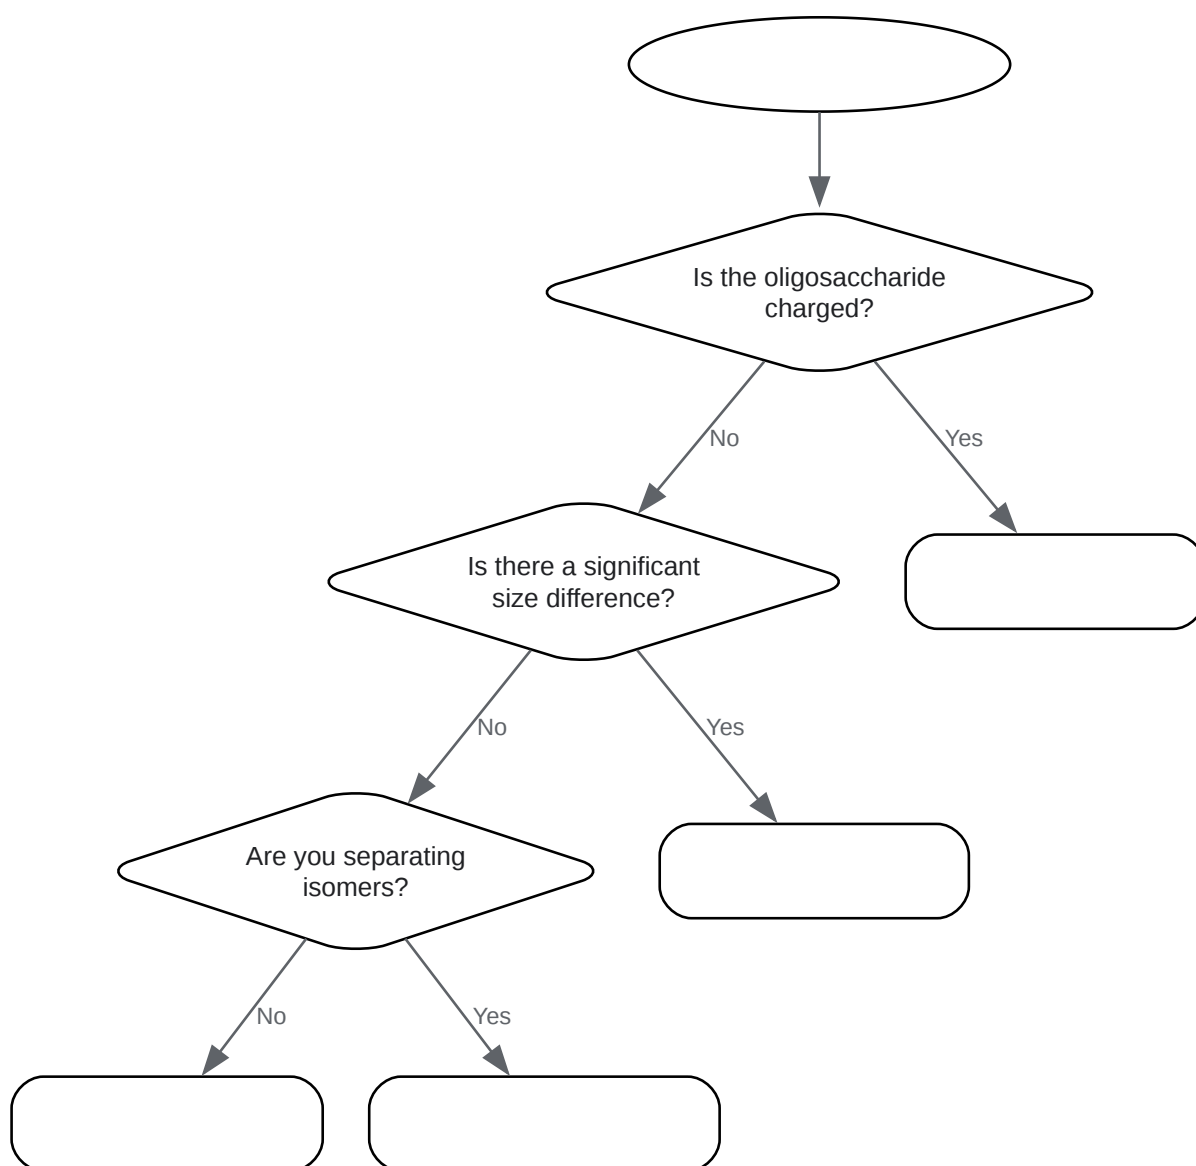 Is the oligosaccharide
charged?
No
Yes
Is there a significant
size difference?
No
Yes
Are you separating
isomers?
No
Yes